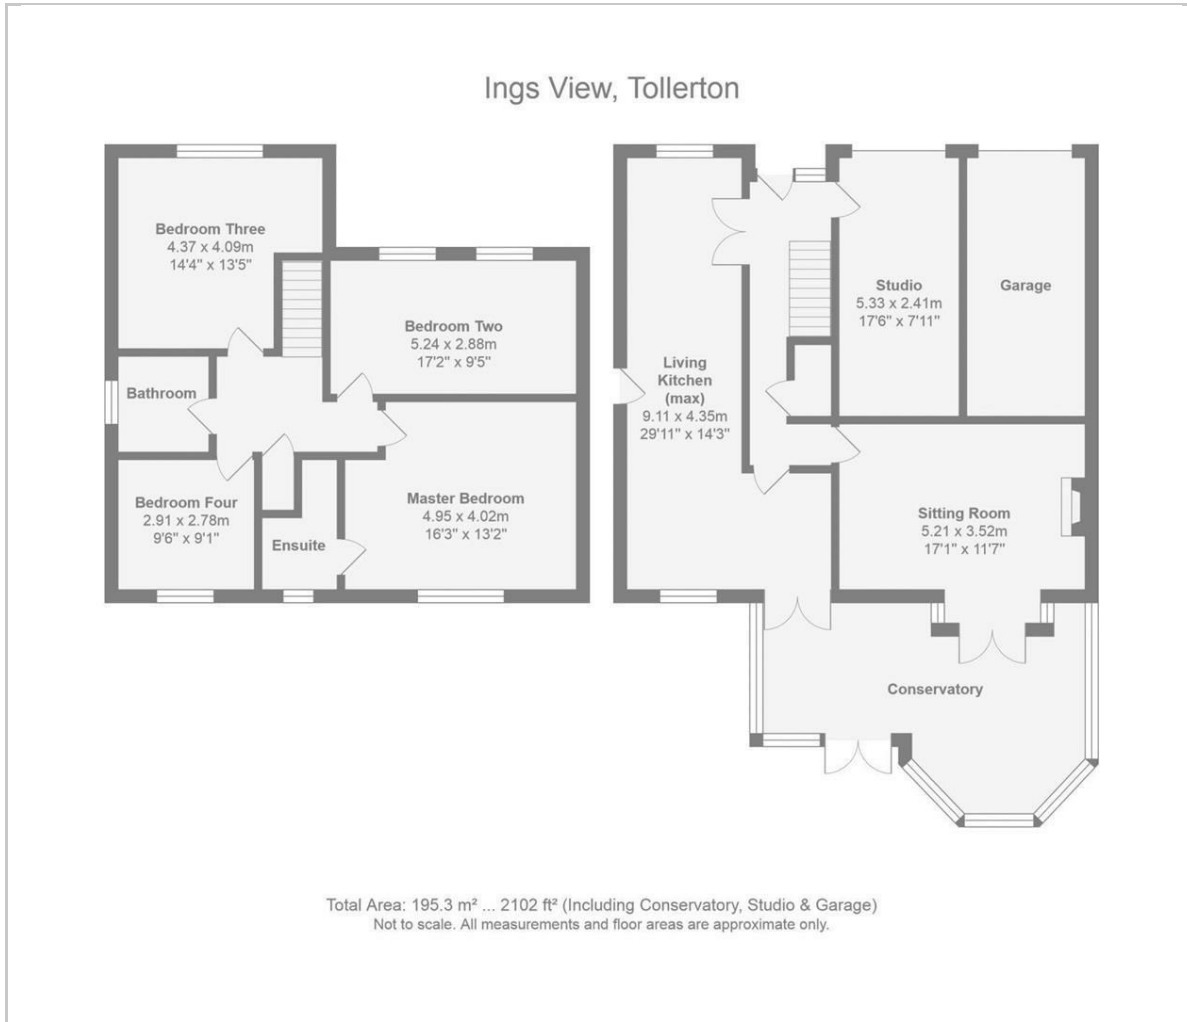 Ings View, Tollerton
Bedroom Three
4.37 x 4.09m
14'4" x 13'5"
Bedroom Two
5.24 x 2.88m
17'2" x 9'5"
Bathroom
Bedroom Four
2.91 x 2.78m
9'6" x 9'1"
Ensuite
Master Bedroom
4.95 x 4.02m
16'3" x 13'2"
Living
Kitchen
(max)
9.11 x 4.35m
29'11" x 14'3"
Studio
5.33 x 2.41m
17'6" x 7'11"
Garage
Sitting Room
5.21 x 3.52m
17'1" x 11'7"
Conservatory
Total Area: 195.3 m² ... 2102 ft² (Including Conservatory, Studio & Garage)
Not to scale. All measurements and floor areas are approximate only.